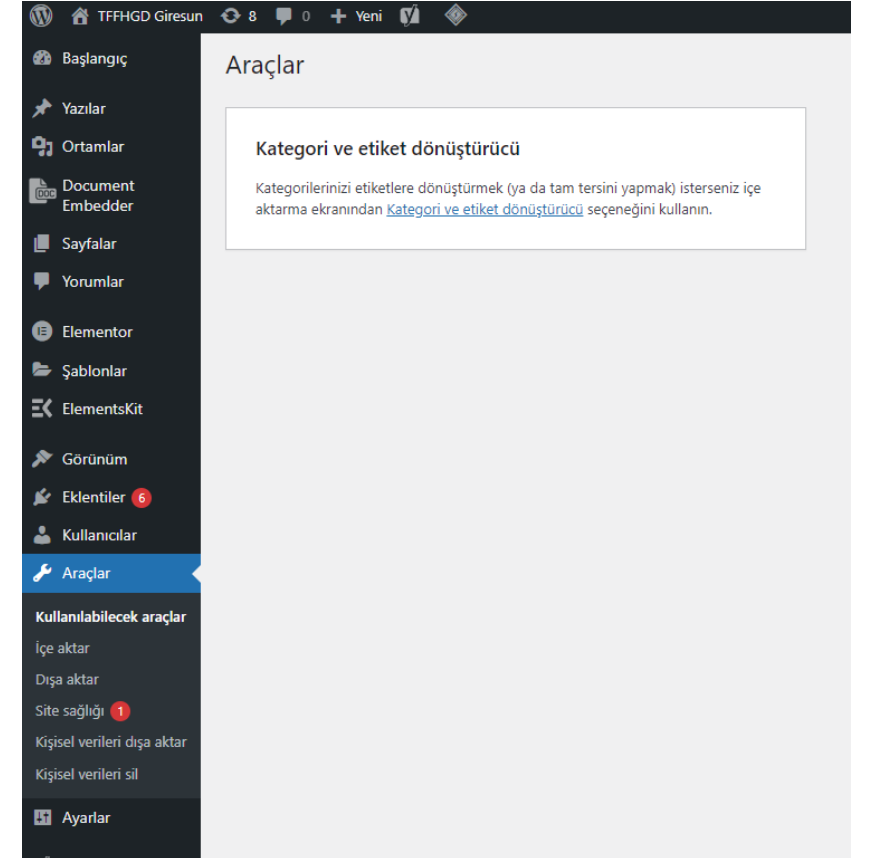 TFFHGD Giresun 8 0 + Yeni
Başlangıç
Yazılar
Ortamlar
Document
Embedder
Sayfalar
Yorumlar
Elementor
Şablonlar
ElementsKit
Görünüm
Eklentiler 6
Kullanıcılar
Araçlar
Kullanılabilecek araçlar
İçe aktar
Dışa aktar
Site sağlığı 1
Kişisel verileri dışa aktar
Kişisel verileri sil
Ayarlar
Araçlar
Kategori ve etiket dönüştürücü
Kategorilerinizi etiketlere dönüştürmek (ya da tam tersini yapmak) isterseniz içe
aktarma ekranından Kategori ve etiket dönüştürücü seçeneğini kullanın.